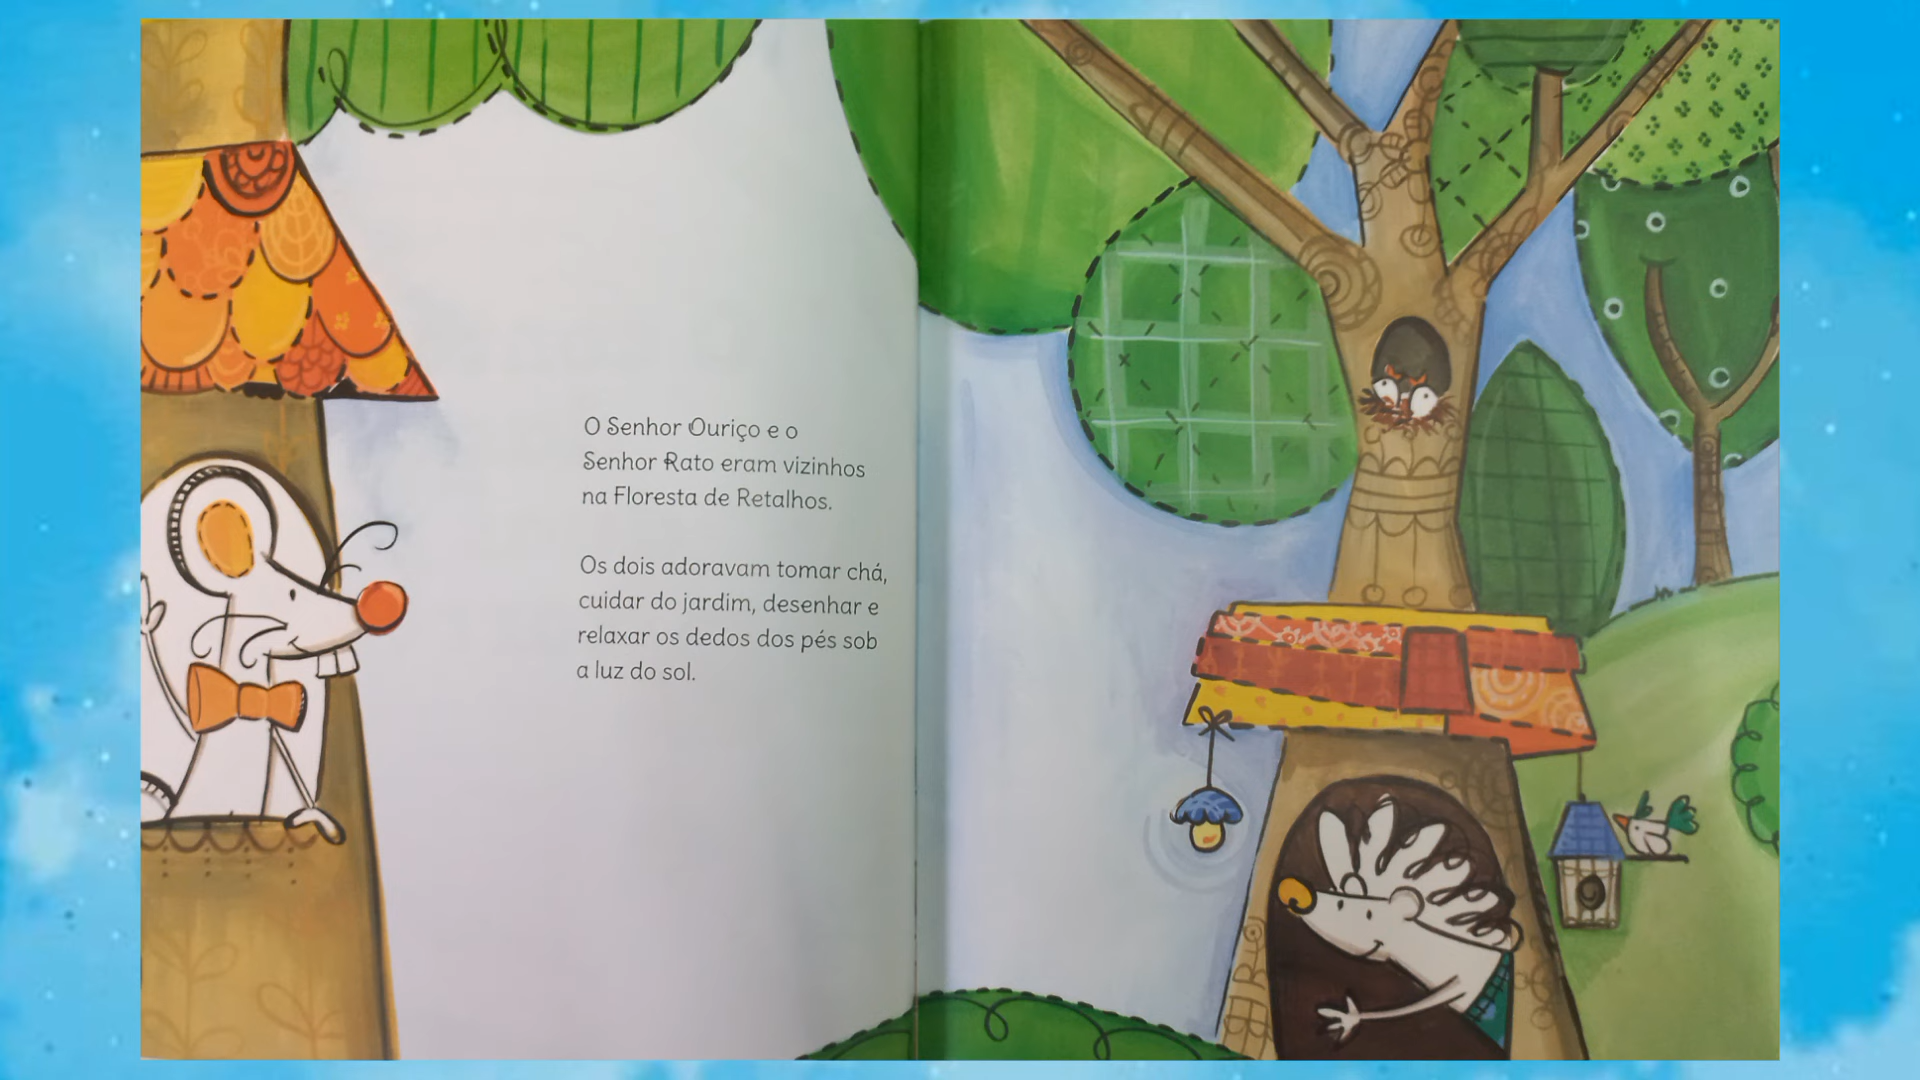 O Senhor Ouriço e o
Senhor Rato eram vizinhos
na Floresta de Retalhos.
Os dois adoravam tomar chá,
cuidar do jardim, desenhar e
relaxar os dedos dos pés sob
a luz do sol.